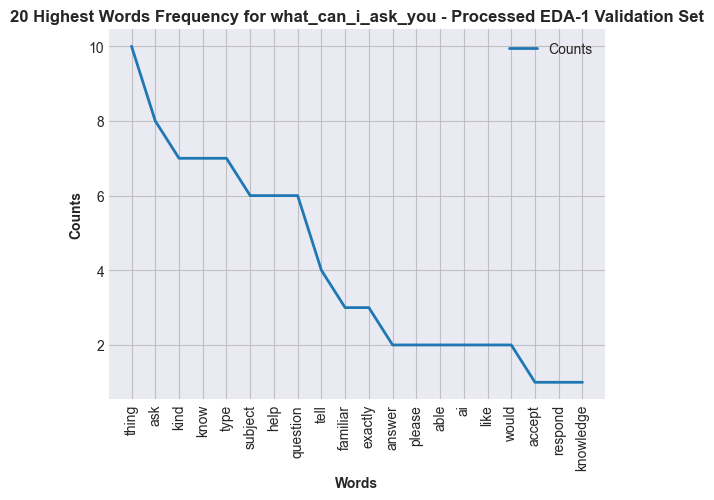 20 Highest Words Frequency for what_can_i_ask_you - Processed EDA-1 Validation Set
Counts
10
8
6
4
2
Counts
thing
ask
kind
know
type
subject
help
question
tell
familiar
exactly
answer
please
able
ai
like
would
accept
respond
knowledge
Words